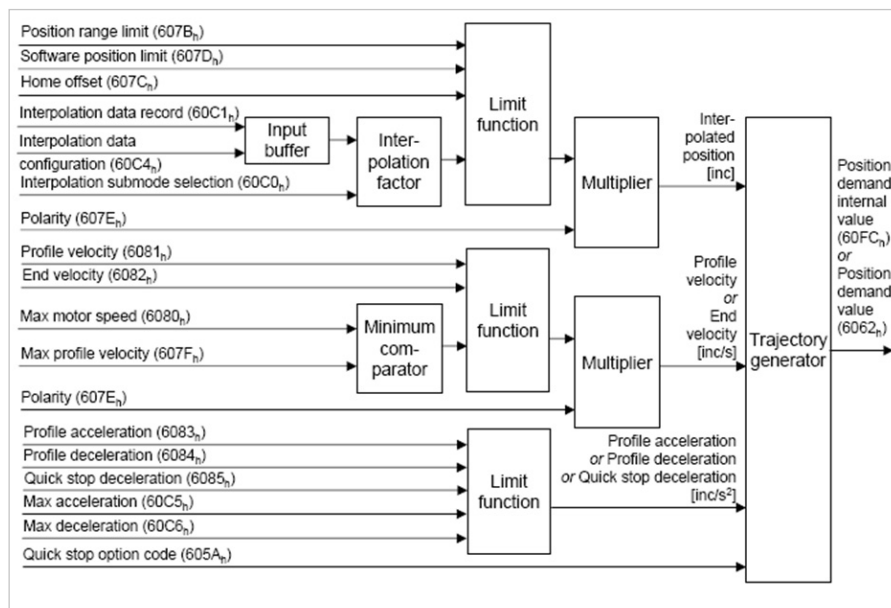 Position range limit (607Bh)
Software position limit (607Dh)
Home offset (607Ch)
Limit
function
Interpolation data record (60C1h)
Interpolation data
configuration (60C4h)
Input
buffer
Inter-
polation
factor
Interpolation submode selection (60C0h)
Multiplier
Inter-
polated
position
[inc]
Polarity (607Eh)
Profile velocity (6081h)
End velocity (6082h)
Limit
function
Max motor speed (6080h)
Max profile velocity (607Fh)
Minimum
com-
parator
Multiplier
Profile
velocity
or
End
velocity
[inc/s]
Polarity (607Eh)
Profile acceleration (6083h)
Profile deceleration (6084h)
Quick stop deceleration (6085h)
Max acceleration (60C5h)
Max deceleration (60C6h)
Limit
function
Profile acceleration
or Profile deceleration
or Quick stop deceleration
[inc/s²]
Quick stop option code (605Ah)
Trajectory
generator
Position
demand
internal
value
(60FCh)
or
Position
demand
value
(6062h)